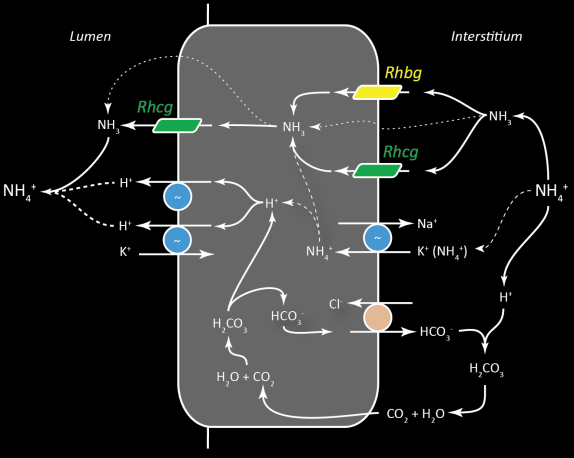 Lumen
Interstitium
Rhbg
Rhcg
NH₃
NH₃
NH₃
Rhcg
NH₄⁺
H⁺
NH₄⁺
~
H⁺
H⁺
Na⁺
~
~
K⁺
NH₄⁺
K⁺ (NH₄⁺)
H⁺
Cl⁻
H₂CO₃
HCO₃⁻
HCO₃⁻
H₂CO₃
H₂O + CO₂
CO₂ + H₂O